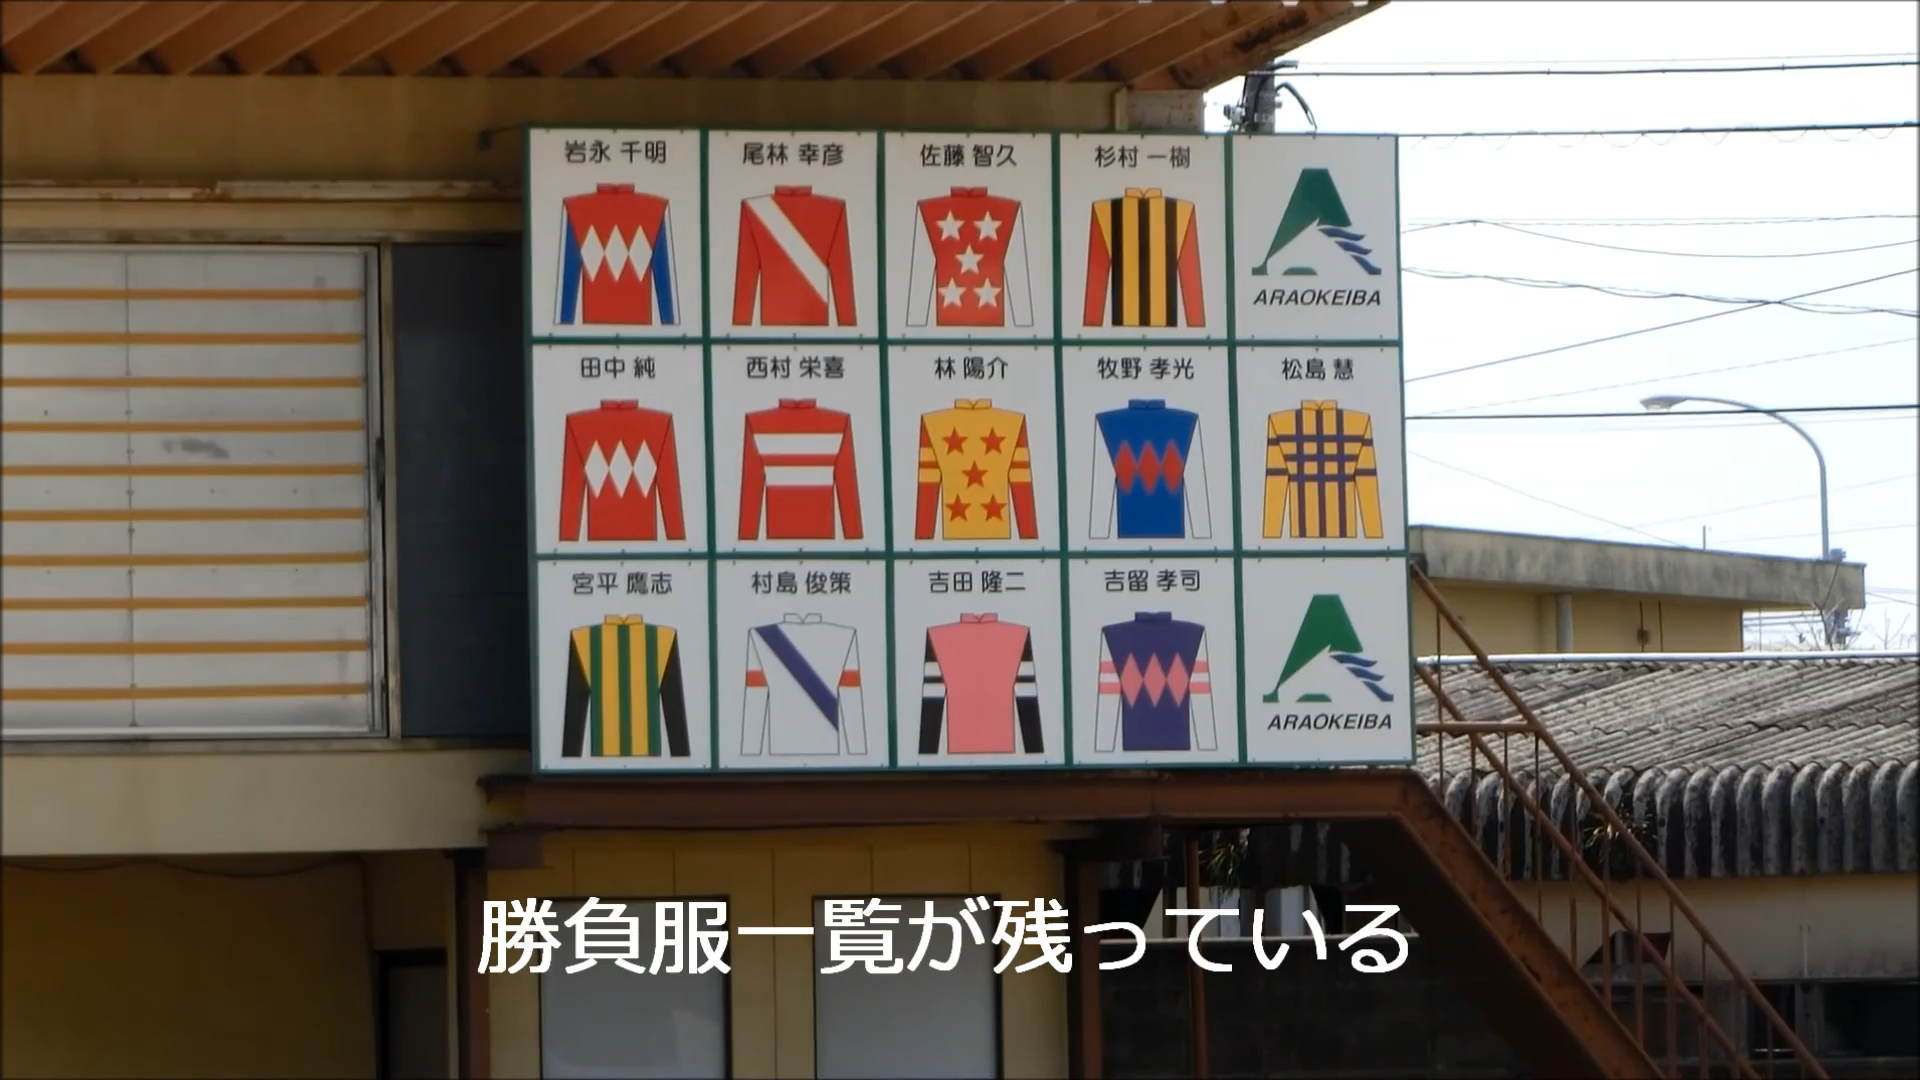 岩永 千明
尾林 幸彦
佐藤 智久
杉村 一樹
ARAOKEIBA
田中 純
西村 栄喜
林 陽介
牧野 孝光
松島 慧
宮平 鷹志
村島 俊策
吉田 隆二
吉留 孝司
ARAOKEIBA
勝負服一覧が残っている